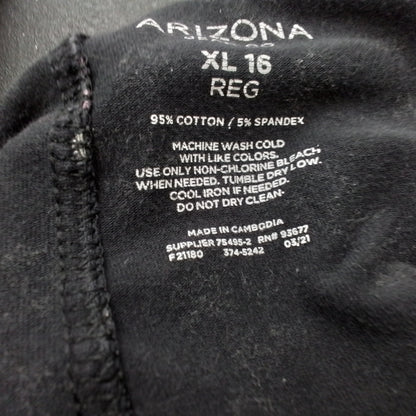 ARIZONA
XL 16
REG
95% COTTON / 5% SPANDEX
MACHINE WASH COLD
WITH LIKE COLORS.
USE ONLY NON-CHLORINE BLEACH,
WHEN NEEDED. TUMBLE DRY LOW.
COOL IRON IF NEEDED.
DO NOT DRY CLEAN.
MADE IN CAMBODIA
SUPPLIER 75495-2 RN# 93677
F21180 374-5242 03/21